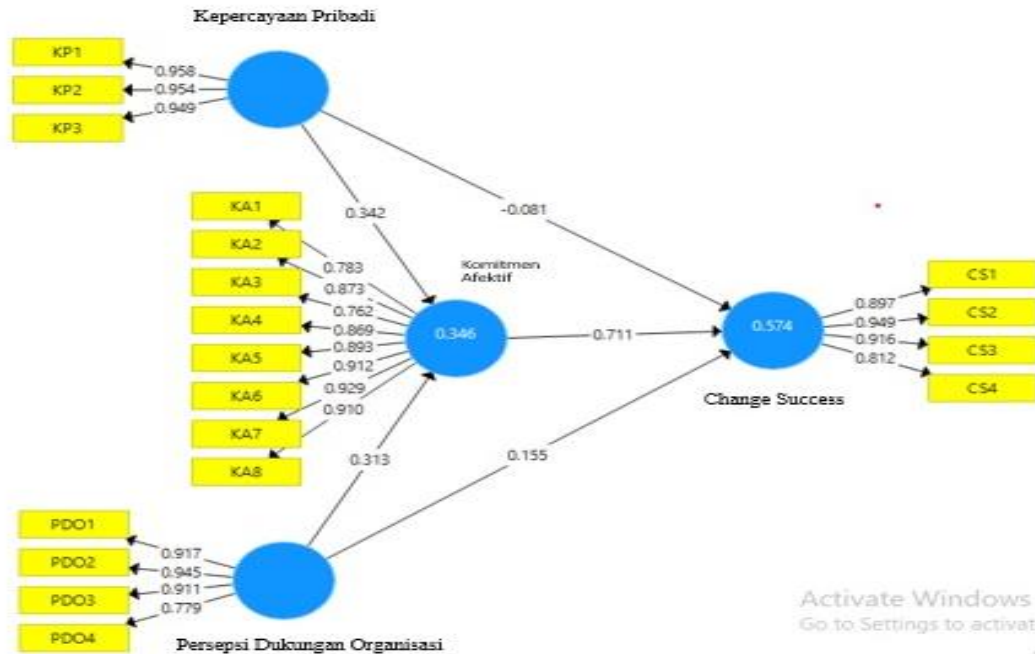 Kepercayaan Pribadi
KP1
KP2
KP3
0.958
0.954
0.949
0.342
-0.081
KA1
KA2
KA3
KA4
KA5
KA6
KA7
KA8
0.783
0.873
0.762
0.869
0.893
0.912
0.929
0.910
Komitmen
Afektif
0.346
0.711
0.574
Change Success
0.897
0.949
0.916
0.812
CS1
CS2
CS3
CS4
0.313
0.155
PDO1
PDO2
PDO3
PDO4
0.917
0.945
0.911
0.779
Persepsi Dukungan Organisasi
Activate Windows
Go to Settings to activat